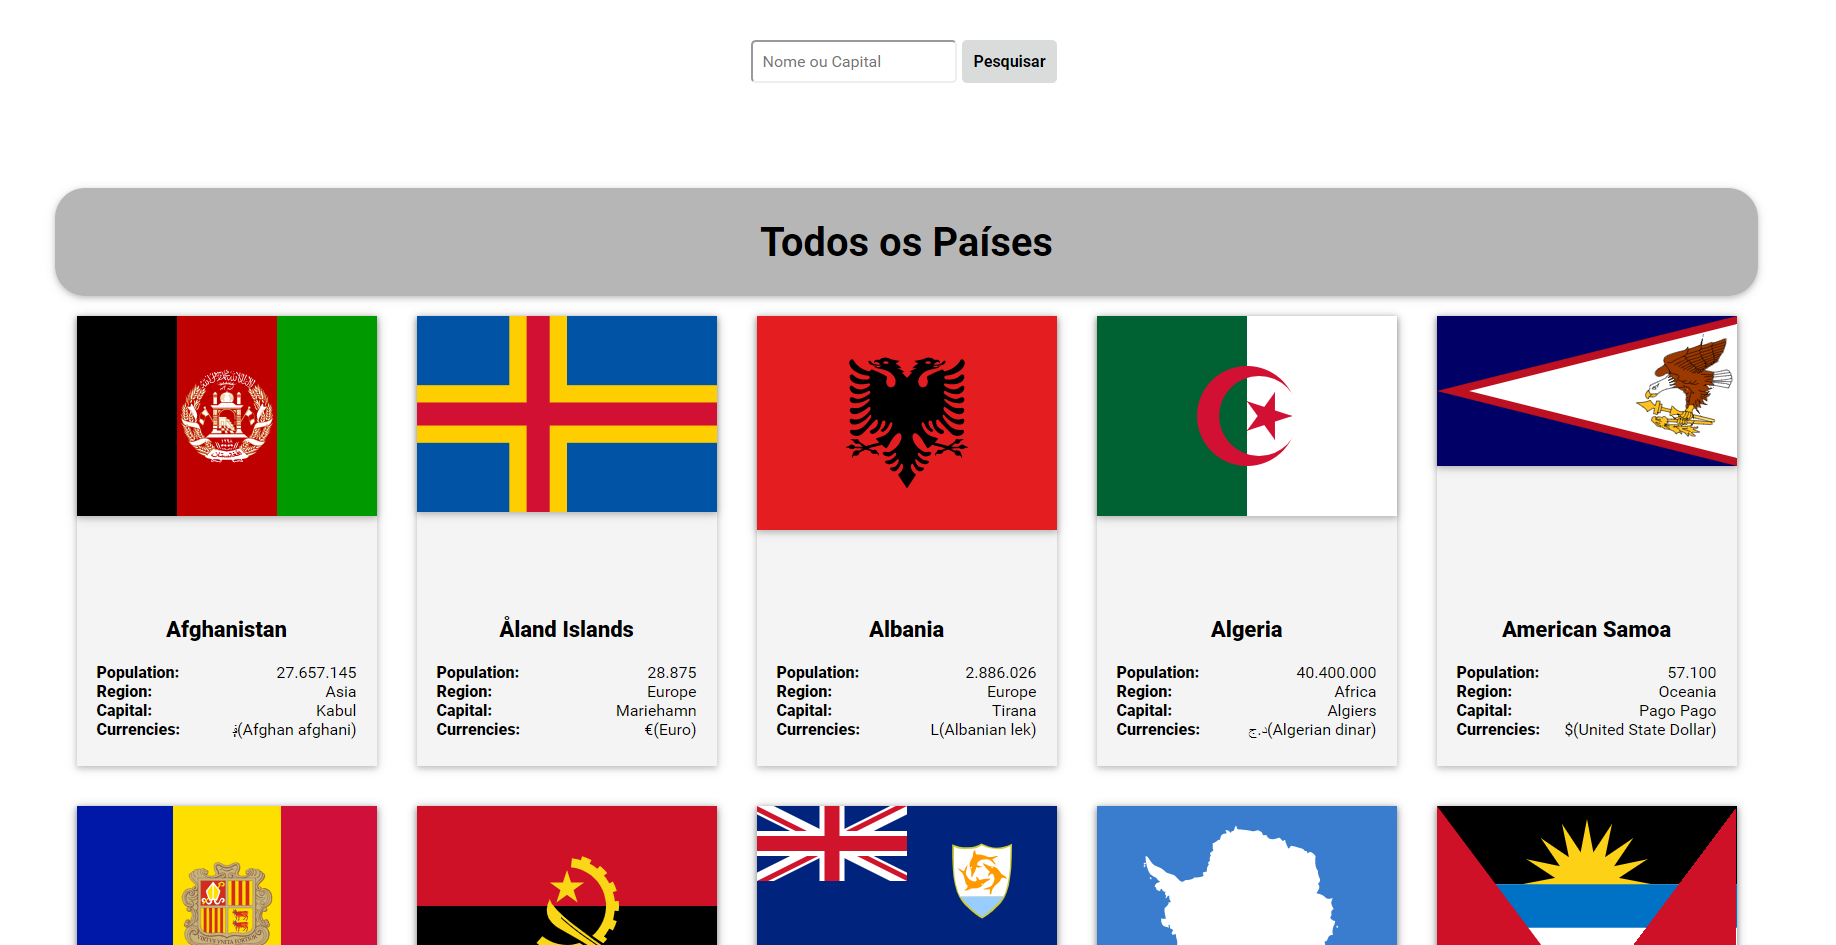 Nome ou Capital Pesquisar
Todos os Países
Afghanistan
Population: 27.657.145
Region: Asia
Capital: Kabul
Currencies: ؋(Afghan afghani)
Åland Islands
Population: 28.875
Region: Europe
Capital: Mariehamn
Currencies: €(Euro)
Albania
Population: 2.886.026
Region: Europe
Capital: Tirana
Currencies: L(Albanian lek)
Algeria
Population: 40.400.000
Region: Africa
Capital: Algiers
Currencies: د.ج(Algerian dinar)
American Samoa
Population: 57.100
Region: Oceania
Capital: Pago Pago
Currencies: $(United State Dollar)